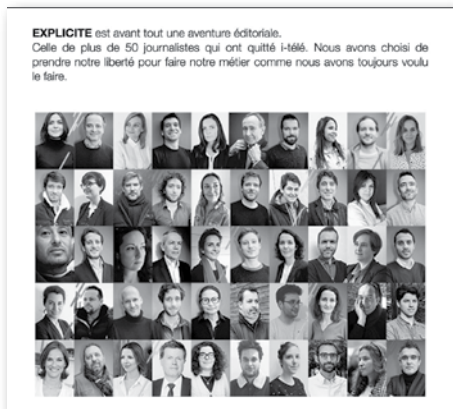 EXPLICITE est avant tout une aventure éditoriale.
Celle de plus de 50 journalistes qui ont quitté i-télé. Nous avons choisi de
prendre notre liberté pour faire notre métier comme nous avons toujours voulu
le faire.